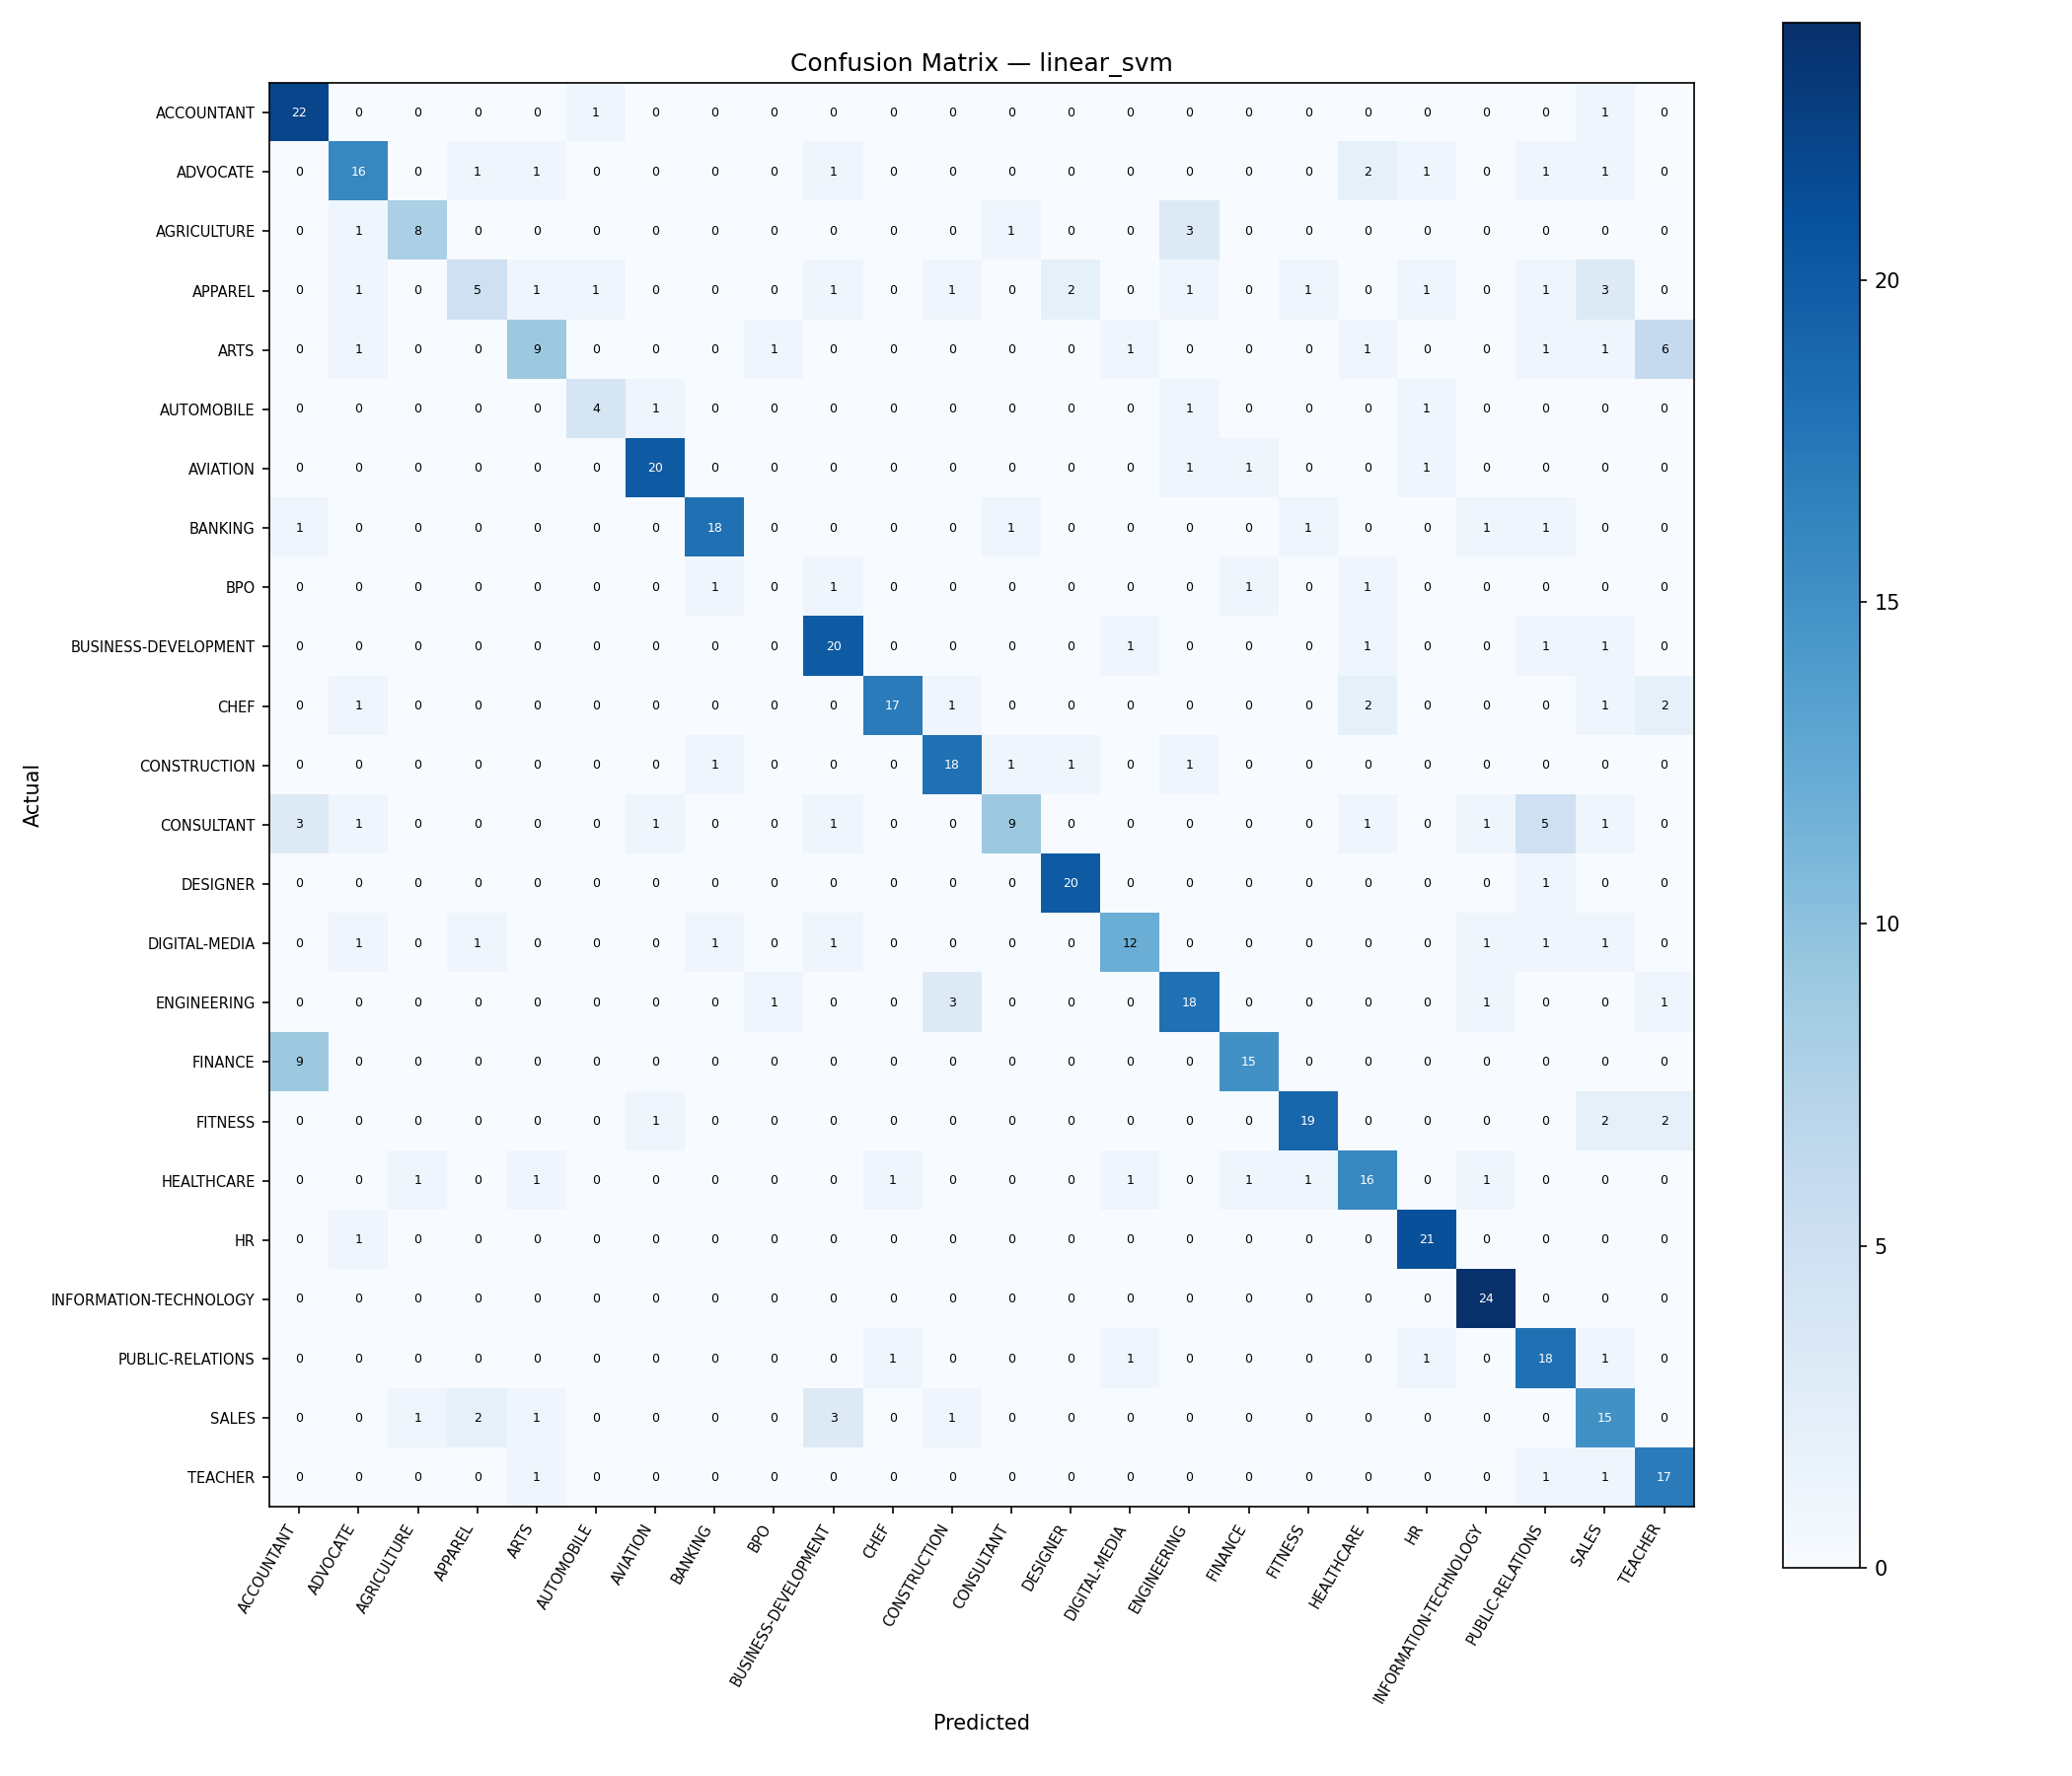 Confusion Matrix — linear_svm
ACCOUNTANT 22 0 0 0 0 1 0 0 0 0 0 0 0 0 0 0 0 0 0 0 0 0 1 0
ADVOCATE 0 16 0 1 1 0 0 0 0 1 0 0 0 0 0 0 0 0 2 1 0 1 1 0
AGRICULTURE 0 1 8 0 0 0 0 0 0 0 0 0 1 0 0 3 0 0 0 0 0 0 0 0
APPAREL 0 1 0 5 1 1 0 0 0 1 0 1 0 2 0 1 0 1 0 1 0 1 3 0
ARTS 0 1 0 0 9 0 0 0 1 0 0 0 0 0 1 0 0 0 1 0 0 1 1 6
AUTOMOBILE 0 0 0 0 0 4 1 0 0 0 0 0 0 0 0 1 0 0 0 1 0 0 0 0
AVIATION 0 0 0 0 0 0 20 0 0 0 0 0 0 0 0 1 1 0 0 1 0 0 0 0
BANKING 1 0 0 0 0 0 0 18 0 0 0 0 1 0 0 0 0 1 0 0 1 1 0 0
BPO 0 0 0 0 0 0 0 1 0 1 0 0 0 0 0 0 1 0 1 0 0 0 0 0
BUSINESS-DEVELOPMENT 0 0 0 0 0 0 0 0 0 20 0 0 0 0 1 0 0 0 1 0 0 1 1 0
CHEF 0 1 0 0 0 0 0 0 0 0 17 1 0 0 0 0 0 0 2 0 0 0 1 2
CONSTRUCTION 0 0 0 0 0 0 0 1 0 0 0 18 1 1 0 1 0 0 0 0 0 0 0 0
CONSULTANT 3 1 0 0 0 0 1 0 0 1 0 0 9 0 0 0 0 0 1 0 1 5 1 0
DESIGNER 0 0 0 0 0 0 0 0 0 0 0 0 0 20 0 0 0 0 0 0 0 1 0 0
DIGITAL-MEDIA 0 1 0 1 0 0 0 1 0 1 0 0 0 0 12 0 0 0 0 0 1 1 1 0
ENGINEERING 0 0 0 0 0 0 0 0 1 0 0 3 0 0 0 18 0 0 0 0 1 0 0 1
FINANCE 9 0 0 0 0 0 0 0 0 0 0 0 0 0 0 0 15 0 0 0 0 0 0 0
FITNESS 0 0 0 0 0 0 1 0 0 0 0 0 0 0 0 0 0 19 0 0 0 0 2 2
HEALTHCARE 0 0 1 0 1 0 0 0 0 0 1 0 0 0 1 0 1 1 16 0 1 0 0 0
HR 0 1 0 0 0 0 0 0 0 0 0 0 0 0 0 0 0 0 0 21 0 0 0 0
INFORMATION-TECHNOLOGY 0 0 0 0 0 0 0 0 0 0 0 0 0 0 0 0 0 0 0 0 24 0 0 0
PUBLIC-RELATIONS 0 0 0 0 0 0 0 0 0 0 1 0 0 0 1 0 0 0 0 1 0 18 1 0
SALES 0 0 1 2 1 0 0 0 0 3 0 1 0 0 0 0 0 0 0 0 0 0 15 0
TEACHER 0 0 0 0 1 0 0 0 0 0 0 0 0 0 0 0 0 0 0 0 0 1 1 17
ACCOUNTANT
ADVOCATE
AGRICULTURE
APPAREL
ARTS
AUTOMOBILE
AVIATION
BANKING
BPO
BUSINESS-DEVELOPMENT
CHEF
CONSTRUCTION
CONSULTANT
DESIGNER
DIGITAL-MEDIA
ENGINEERING
FINANCE
FITNESS
HEALTHCARE
HR
INFORMATION-TECHNOLOGY
PUBLIC-RELATIONS
SALES
TEACHER
Predicted
Actual
20
15
10
5
0